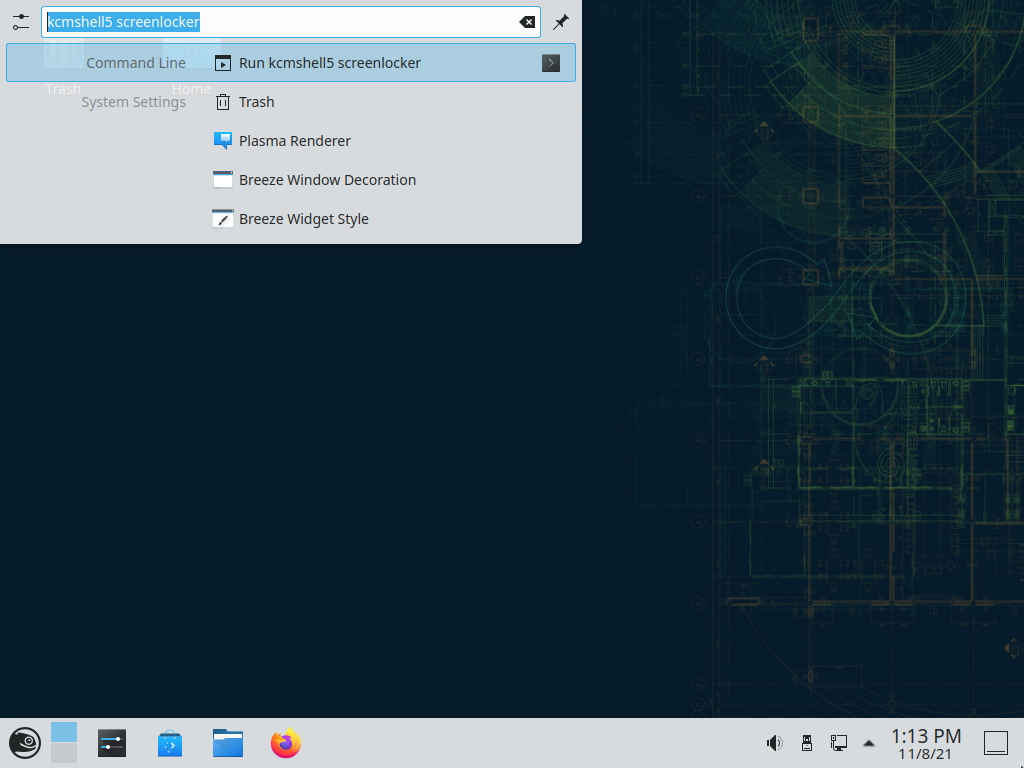 kcmshell5 screenlocker
Command Line
Run kcmshell5 screenlocker
Trash
Home
System Settings
Trash
Plasma Renderer
Breeze Window Decoration
Breeze Widget Style
1:13 PM
11/8/21